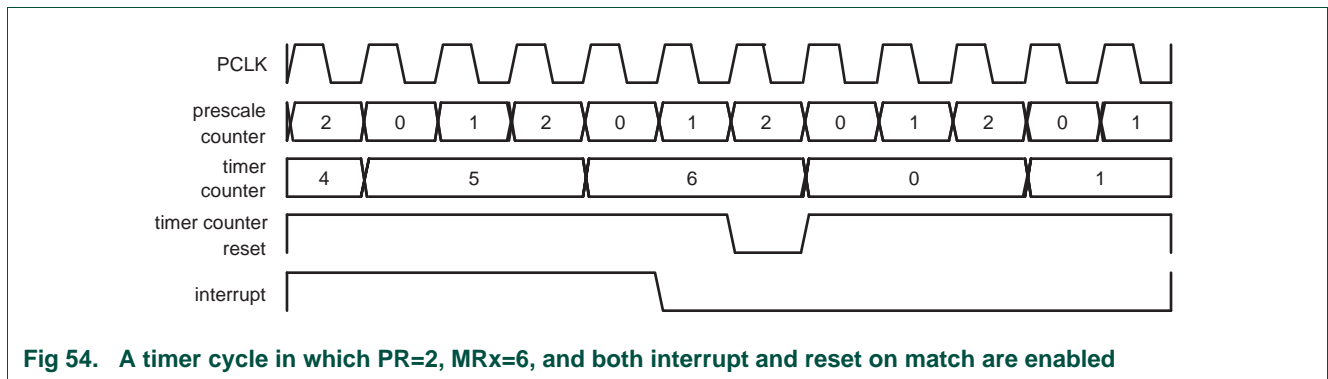 PCLK
prescale
counter
2 0 1 2 0 1 2 0 1 2 0 1
timer
counter
4 5 6 0 1
timer counter
reset
interrupt
Fig 54. A timer cycle in which PR=2, MRx=6, and both interrupt and reset on match are enabled